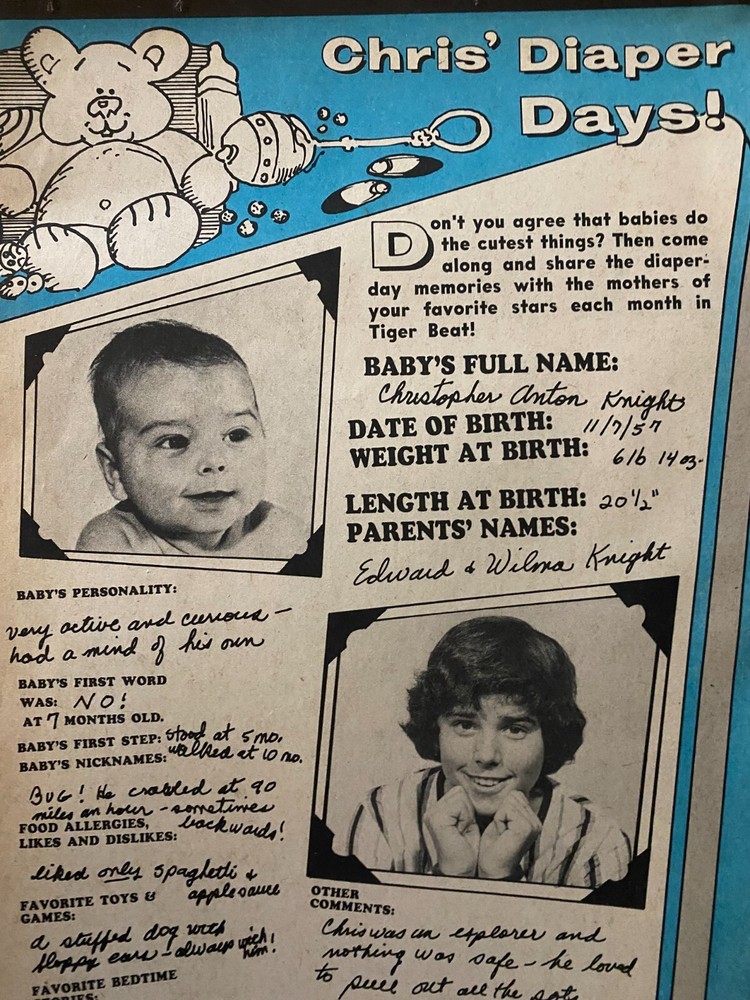 Chris' Diaper
Days!
Don't you agree that babies do
the cutest things? Then come
along and share the diaper-
day memories with the mothers of
your favorite stars each month in
Tiger Beat!
BABY'S FULL NAME:
Christopher Anton Knight
DATE OF BIRTH: 11/7/57
WEIGHT AT BIRTH: 6lb 14oz.
LENGTH AT BIRTH: 20½"
PARENTS' NAMES:
Edward & Wilma Knight
BABY'S PERSONALITY:
very active and curious -
had a mind of his own
BABY'S FIRST WORD
WAS: NO!
AT 7 MONTHS OLD.
BABY'S FIRST STEP: stood at 5 mo.
BABY'S NICKNAMES: walked at 10 mo.
BUG! He crawled at 90
miles an hour - sometimes
FOOD ALLERGIES, backwards!
LIKES AND DISLIKES:
liked only spaghetti &
FAVORITE TOYS & applesauce
GAMES:
a stuffed dog with
floppy ears - always with him!
FAVORITE BEDTIME
STORIES:
OTHER
COMMENTS:
Chris was an explorer and
nothing was safe - he loved
to pull out all the pots